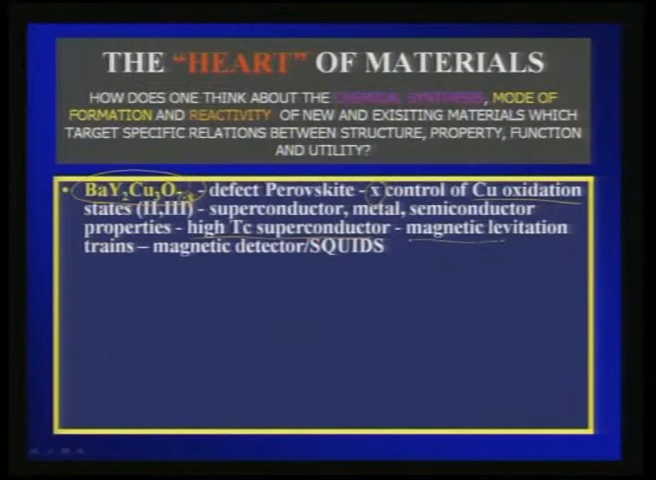 THE "HEART" OF MATERIALS
HOW DOES ONE THINK ABOUT THE CHEMICAL SYNTHESIS, MODE OF
FORMATION AND REACTIVITY OF NEW AND EXISITING MATERIALS WHICH
TARGET SPECIFIC RELATIONS BETWEEN STRUCTURE, PROPERTY, FUNCTION
AND UTILITY?
• BaY2Cu3O7-x - defect Perovskite - x control of Cu oxidation
states (II,III) - superconductor, metal, semiconductor
properties - high Tc superconductor - magnetic levitation
trains – magnetic detector/SQUIDS